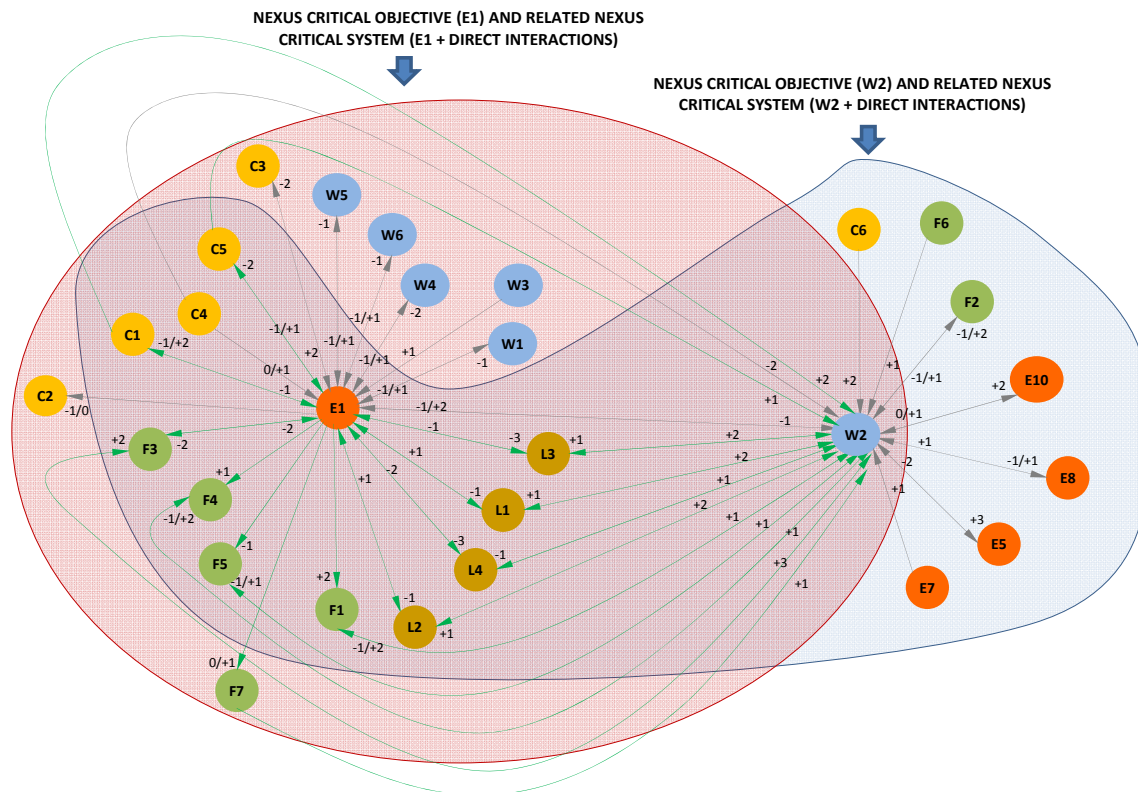 NEXUS CRITICAL OBJECTIVE (E1) AND RELATED NEXUS
CRITICAL SYSTEM (E1 + DIRECT INTERACTIONS)
NEXUS CRITICAL OBJECTIVE (W2) AND RELATED NEXUS
CRITICAL SYSTEM (W2 + DIRECT INTERACTIONS)
C3
-2
W5
-1
W6
-1
C6
F6
C5
-2
W4
-2
W3
F2
-1/+2
C4
C1
-1/+2
-1/+1
-1/+1
-1/+1
+2
-1/+1
+1
W1
-1
0/+1
-1/+1
-2
+2
+2
+1
-1/+1
E10
+2
C2
-1/0
-1
E1
-1/+2
+1
-1
0/+1
W2
F3
+2
-2
-2
-1
-3
L3
+1
+2
+1
-2
-1/+1
E8
F4
+1
-1/+2
+1
-2
+1
-1
L1
+1
+2
+1
+1
F5
-1
-1/+1
-3
L4
-1
+2
+1
+1
+1
+3
E5
F1
+2
-1/+2
-1
L2
+1
+3
+1
E7
F7
0/+1